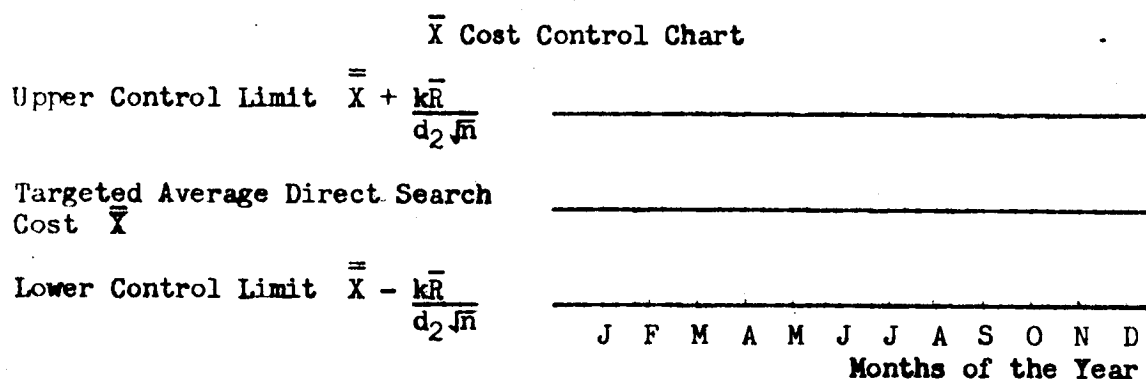 X̄ Cost Control Chart
Upper Control Limit X̿ + kR̄
d₂√n
Targeted Average Direct Search
Cost X̿
Lower Control Limit X̿ - kR̄
d₂√n
J F M A M J J A S O N D
Months of the Year